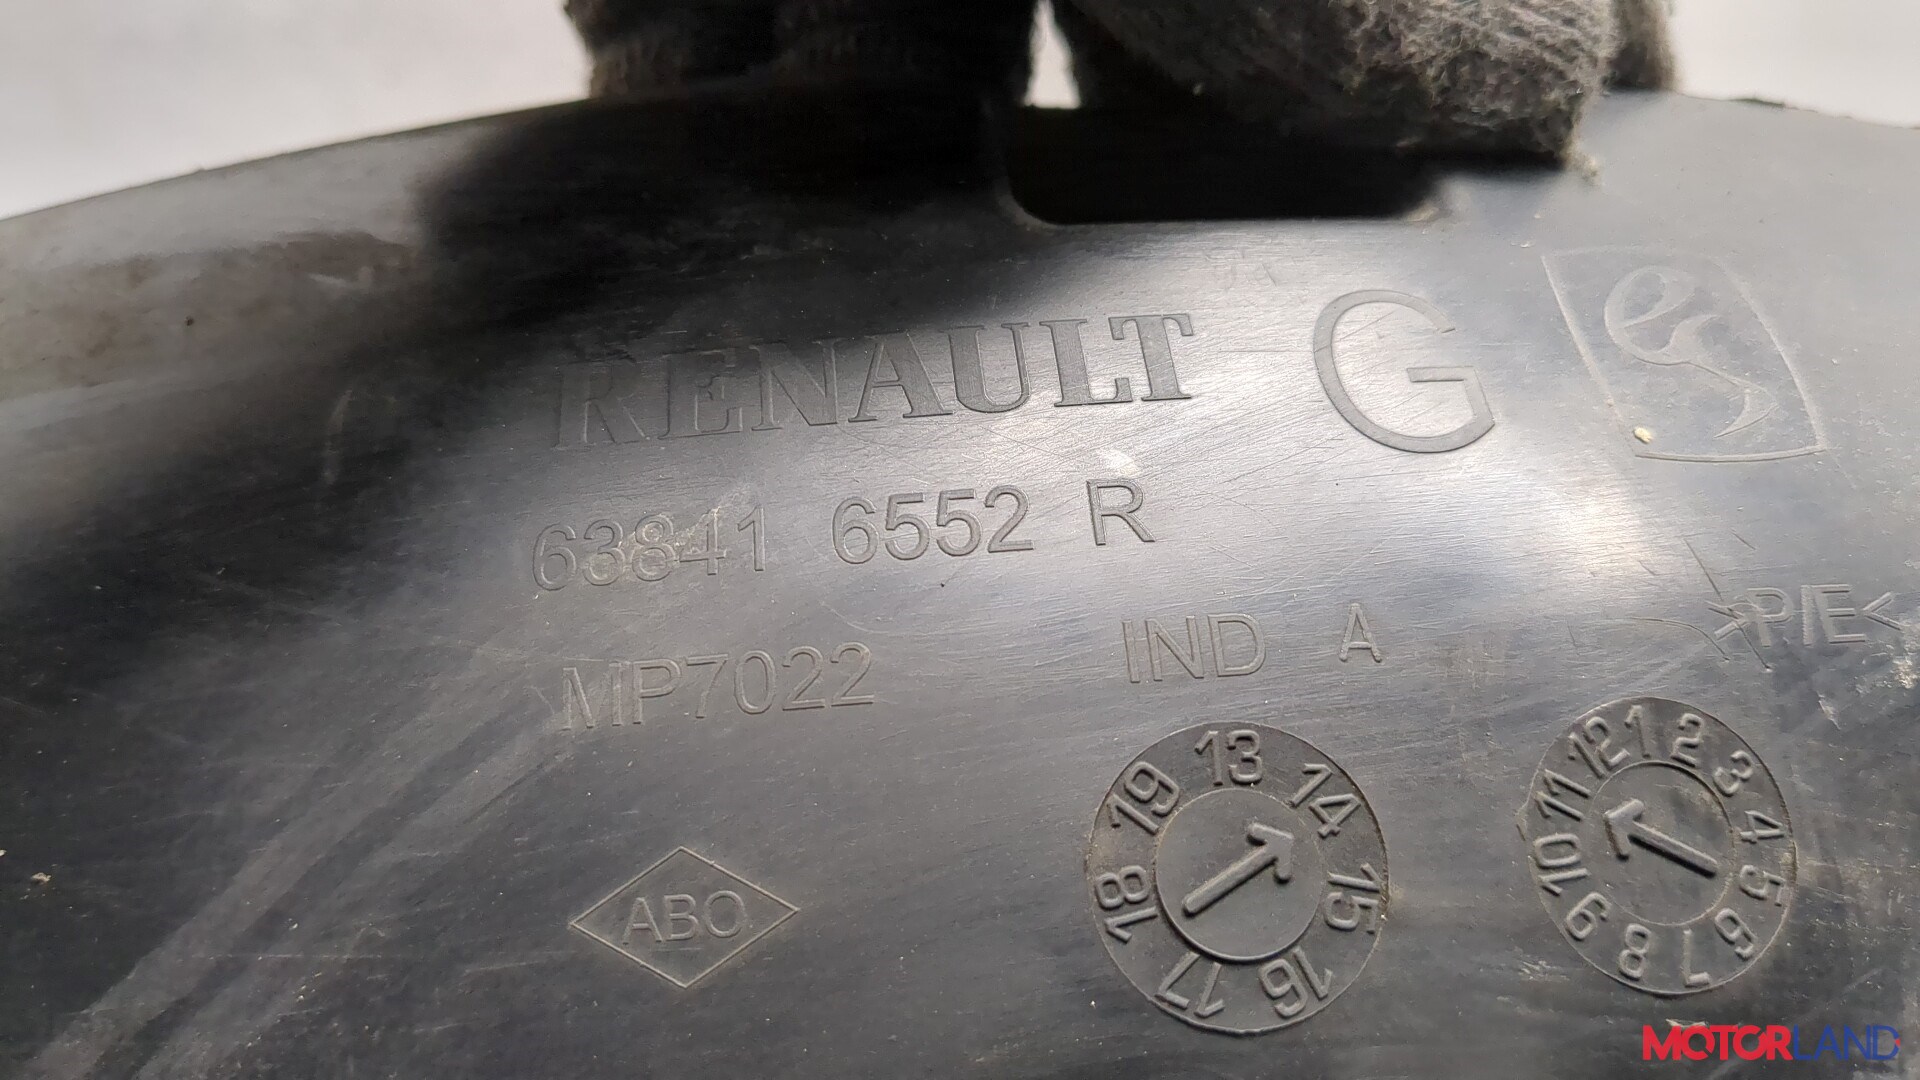 RENAULT G
63841 6552 R
MP7022 IND A
>P/E<
ABO
13 14 15 16 17 18 19
1 2 3 4 5 6 7 8 9 10 11 12
MOTORLAND